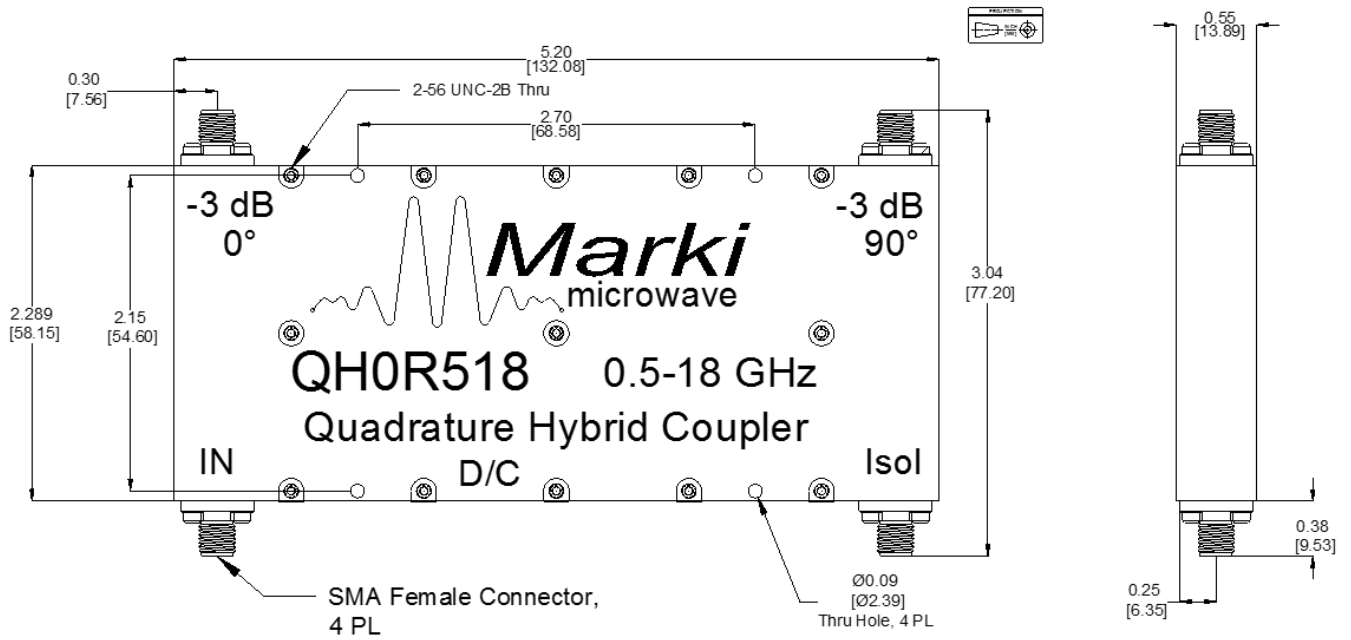 PROJECTION
INCH
[MM]
0.55
[13.89]
5.20
[132.08]
0.30
[7.56]
2-56 UNC-2B Thru
2.70
[68.58]
-3 dB
0°
-3 dB
90°
Marki
microwave
3.04
[77.20]
2.289
[58.15]
2.15
[54.60]
QH0R518 0.5-18 GHz
Quadrature Hybrid Coupler
IN
D/C
Isol
0.38
[9.53]
0.25
[6.35]
Ø0.09
[Ø2.39]
Thru Hole, 4 PL
SMA Female Connector,
4 PL